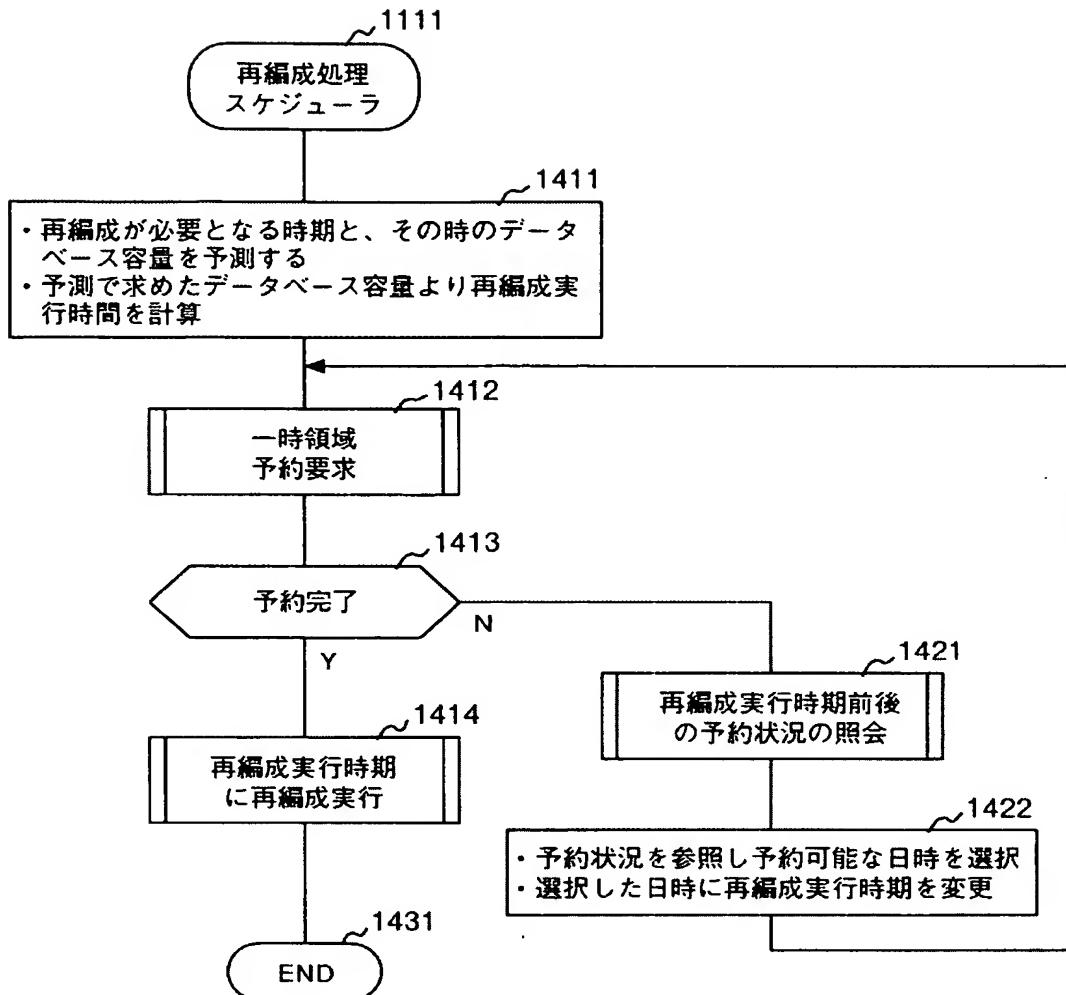 1111
再編成処理
スケジューラ
1411
・再編成が必要となる時期と、その時のデータ
ベース容量を予測する
・予測で求めたデータベース容量より再編成実
行時間を計算
1412
一時領域
予約要求
1413
予約完了
N
Y
1421
再編成実行時期前後
の予約状況の照会
1414
再編成実行時期
に再編成実行
1422
・予約状況を参照し予約可能な日時を選択
・選択した日時に再編成実行時期を変更
1431
END